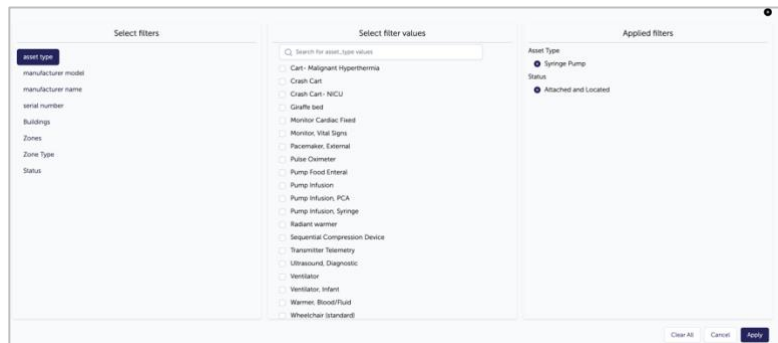 Select filters
asset type
manufacturer model
manufacturer name
serial number
Buildings
Zones
Zone Type
Status
Select filter values
Search for asset_type values
Cart- Malignant Hyperthermia
Crash Cart
Crash Cart- NICU
Giraffe bed
Monitor Cardiac Fixed
Monitor, Vital Signs
Pacemaker, External
Pulse Oximeter
Pump Food Enteral
Pump Infusion
Pump Infusion, PCA
Pump Infusion, Syringe
Radiant warmer
Sequential Compression Device
Transmitter Telemetry
Ultrasound, Diagnostic
Ventilator
Ventilator, Infant
Warmer, Blood/Fluid
Wheelchair (standard)
Applied filters
Asset Type
Syringe Pump
Status
Attached and Located
Clear All
Cancel
Apply